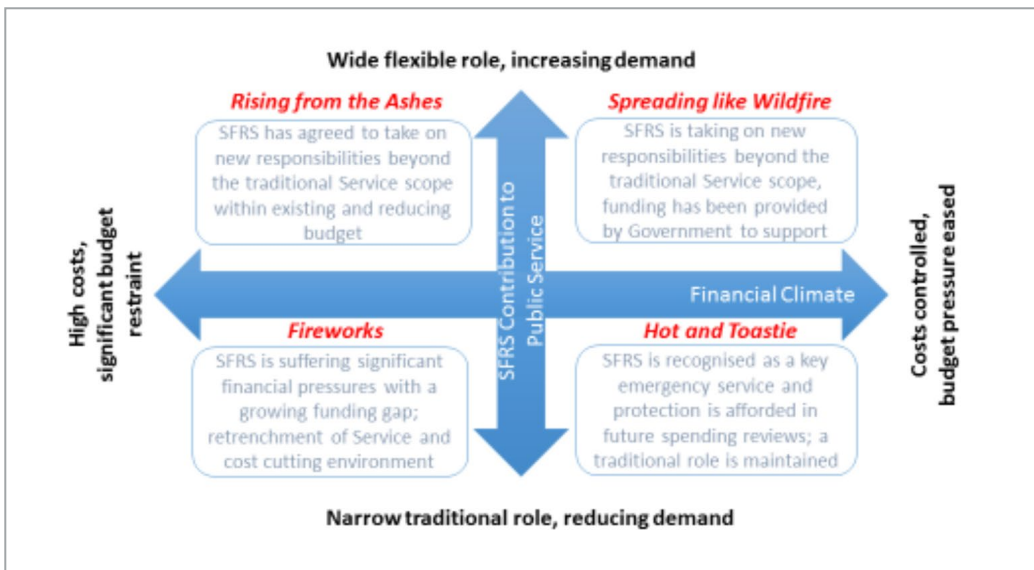 Wide flexible role, increasing demand
Rising from the Ashes
SFRS has agreed to take on
new responsibilities beyond
the traditional Service scope
within existing and reducing
budget
Spreading like Wildfire
SFRS is taking on new
responsibilities beyond the
traditional Service scope,
funding has been provided
by Government to support
High costs,
significant budget
restraint
SFRS Contribution to
Public Service
Financial Climate
Costs controlled,
budget pressure eased
Fireworks
SFRS is suffering significant
financial pressures with a
growing funding gap;
retrenchment of Service and
cost cutting environment
Hot and Toastie
SFRS is recognised as a key
emergency service and
protection is afforded in
future spending reviews; a
traditional role is maintained
Narrow traditional role, reducing demand